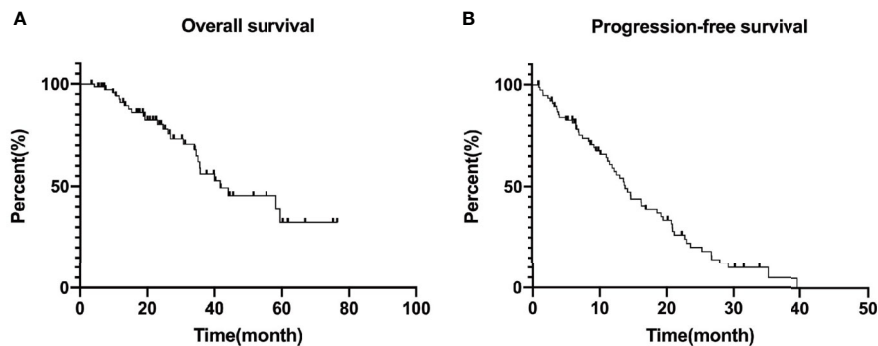 A
Overall survival
Percent(%)
100
50
0
0 20 40 60 80 100
Time(month)
B
Progression-free survival
Percent(%)
100
50
0
0 10 20 30 40 50
Time(month)